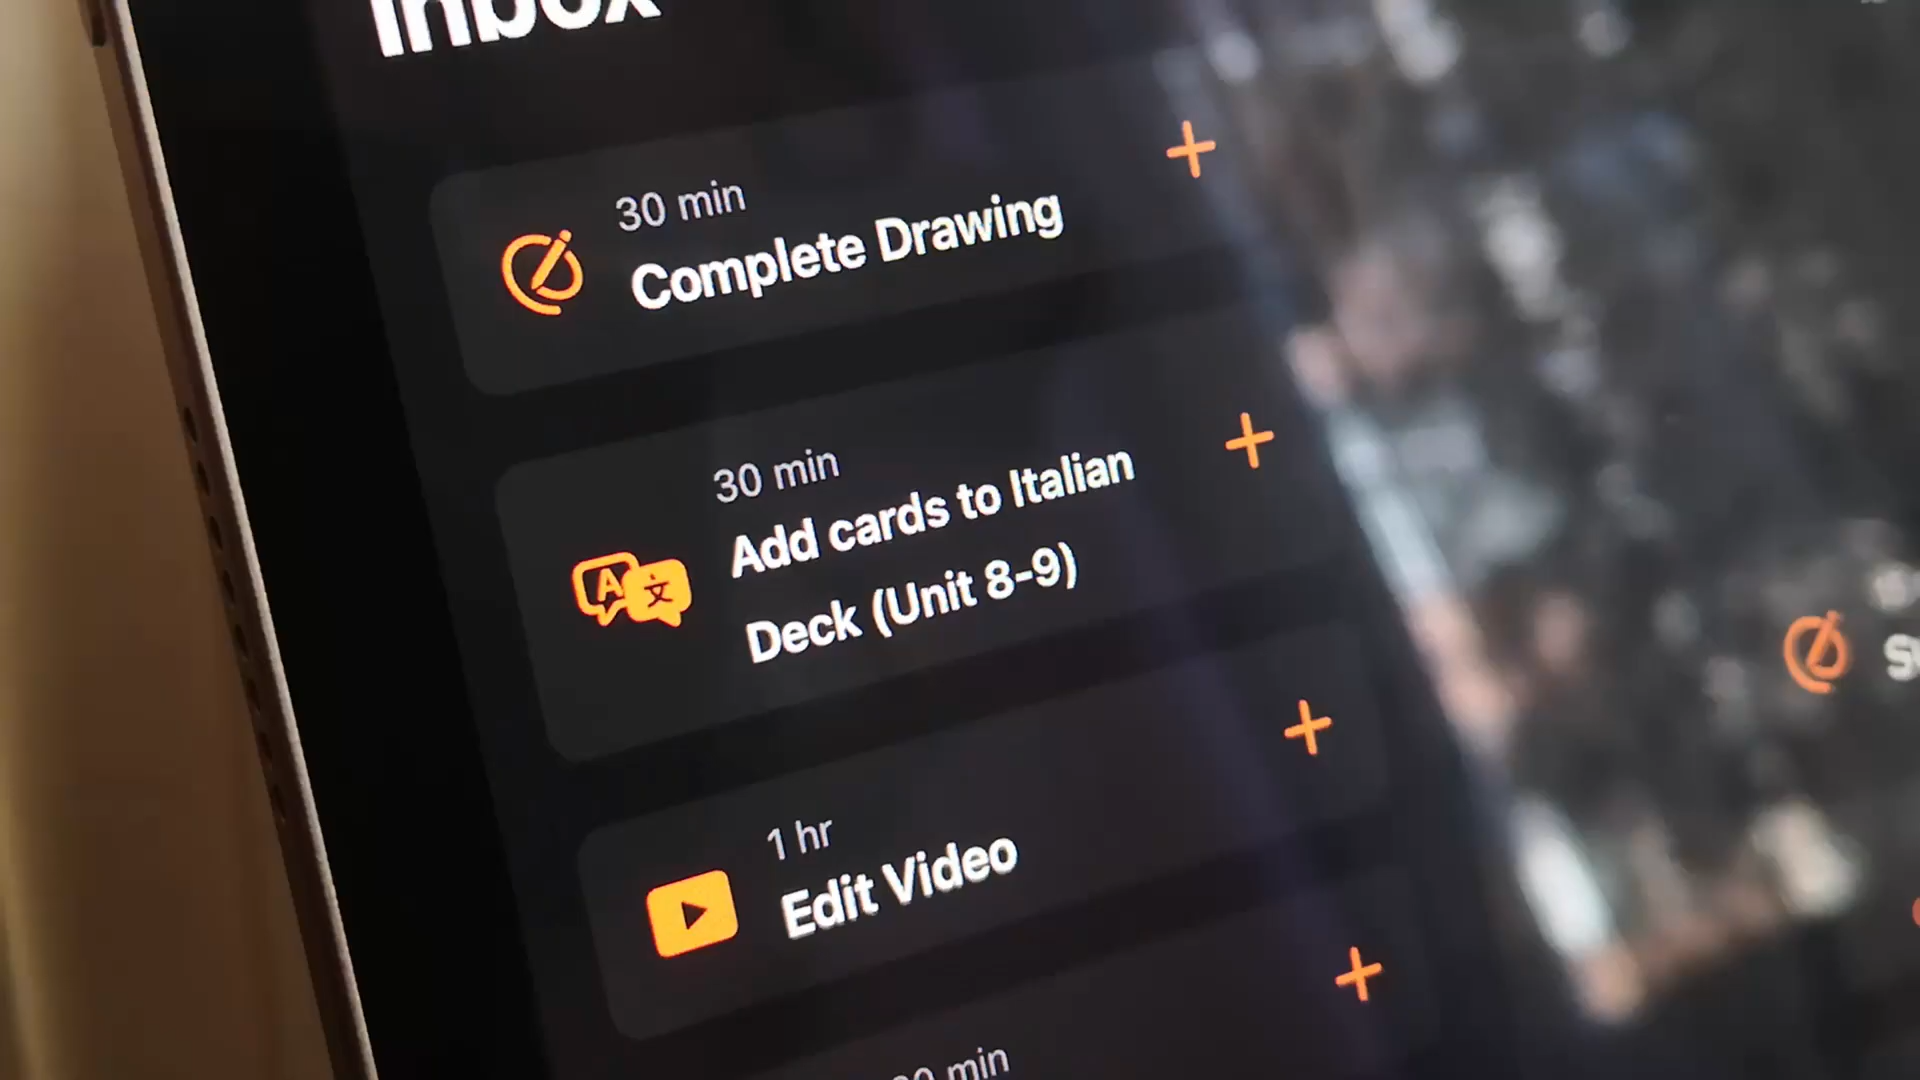 Inbox
30 min
Complete Drawing
30 min
Add cards to Italian
Deck (Unit 8-9)
A 文
1 hr
Edit Video
min